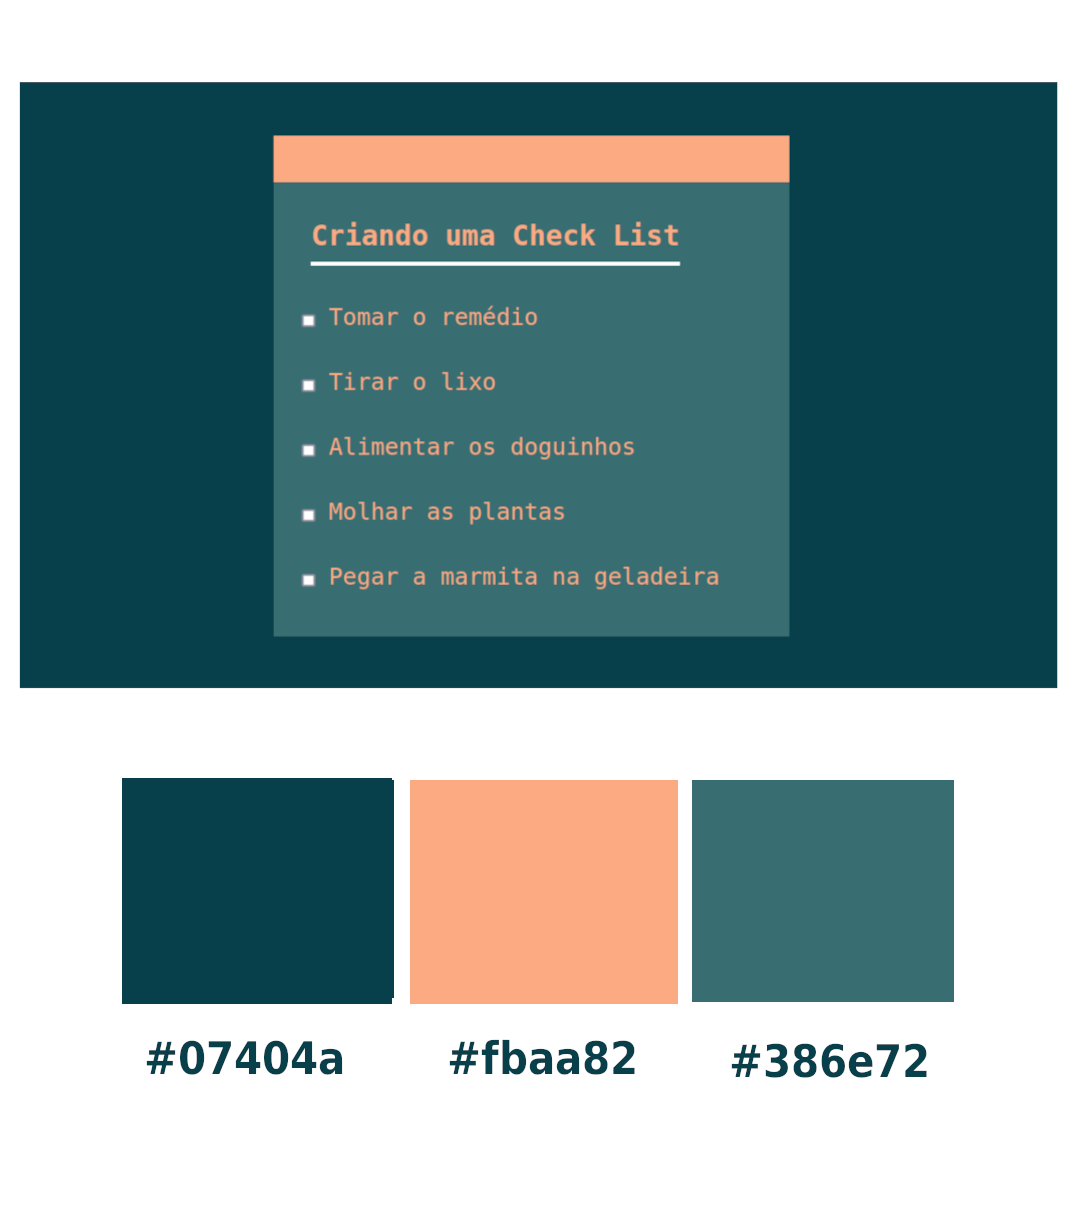 Criando uma Check List
Tomar o remédio
Tirar o lixo
Alimentar os doguinhos
Molhar as plantas
Pegar a marmita na geladeira
#07404a
#fbaa82
#386e72